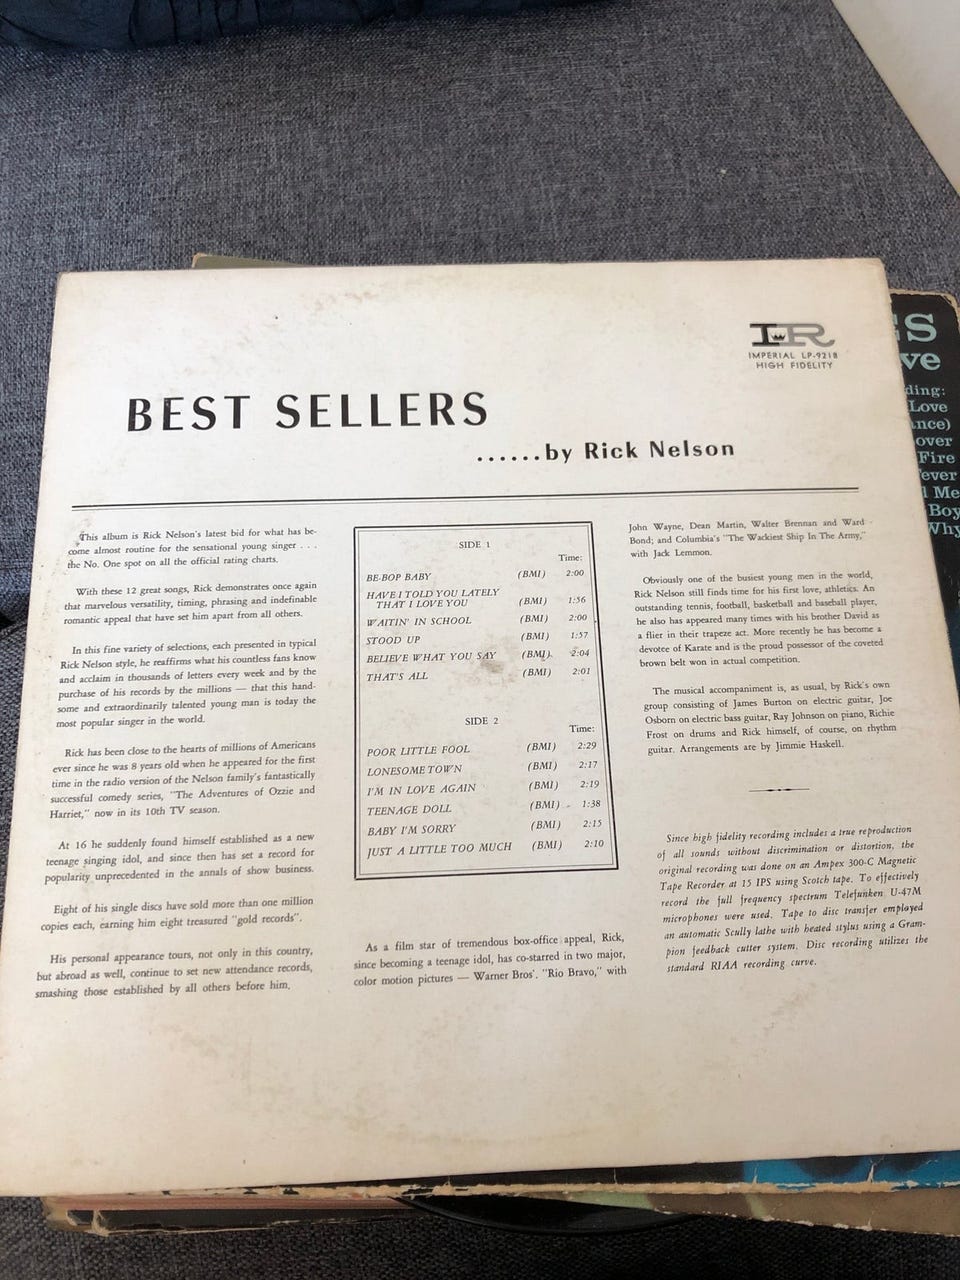 IR
IMPERIAL LP-9218
HIGH FIDELITY
BEST SELLERS
......by Rick Nelson
This album is Rick Nelson's latest bid for what has be-
come almost routine for the sensational young singer . . .
the No. One spot on all the official rating charts.
With these 12 great songs, Rick demonstrates once again
that marvelous versatility, timing, phrasing and indefinable
romantic appeal that have set him apart from all others.
In this fine variety of selections, each presented in typical
Rick Nelson style, he reaffirms what his countless fans know
and acclaim in thousands of letters every week and by the
purchase of his records by the millions — that this hand-
some and extraordinarily talented young man is today the
most popular singer in the world.
Rick has been close to the hearts of millions of Americans
ever since he was 8 years old when he appeared for the first
time in the radio version of the Nelson family's fantastically
successful comedy series, "The Adventures of Ozzie and
Harriet," now in its 10th TV season.
At 16 he suddenly found himself established as a new
teenage singing idol, and since then has set a record for
popularity unprecedented in the annals of show business.
Eight of his single discs have sold more than one million
copies each, earning him eight treasured "gold records".
His personal appearance tours, not only in this country,
but abroad as well, continue to set new attendance records,
smashing those established by all others before him.
SIDE 1
Time:
BE-BOP BABY (BMI) 2:00
HAVE I TOLD YOU LATELY
THAT I LOVE YOU (BMI) 1:56
WAITIN' IN SCHOOL (BMI) 2:00
STOOD UP (BMI) 1:57
BELIEVE WHAT YOU SAY (BMI) 2:04
THAT'S ALL (BMI) 2:01
SIDE 2
Time:
POOR LITTLE FOOL (BMI) 2:29
LONESOME TOWN (BMI) 2:17
I'M IN LOVE AGAIN (BMI) 2:19
TEENAGE DOLL (BMI) 1:38
BABY I'M SORRY (BMI) 2:15
JUST A LITTLE TOO MUCH (BMI) 2:10
As a film star of tremendous box-office appeal, Rick,
since becoming a teenage idol, has co-starred in two major,
color motion pictures — Warner Bros'. "Rio Bravo," with
John Wayne, Dean Martin, Walter Brennan and Ward
Bond; and Columbia's "The Wackiest Ship In The Army,"
with Jack Lemmon.
Obviously one of the busiest young men in the world,
Rick Nelson still finds time for his first love, athletics. An
outstanding tennis, football, basketball and baseball player,
he also has appeared many times with his brother David as
a flier in their trapeze act. More recently he has become a
devotee of Karate and is the proud possessor of the coveted
brown belt won in actual competition.
The musical accompaniment is, as usual, by Rick's own
group consisting of James Burton on electric guitar, Joe
Osborn on electric bass guitar, Ray Johnson on piano, Richie
Frost on drums and Rick himself, of course, on rhythm
guitar. Arrangements are by Jimmie Haskell.
Since high fidelity recording includes a true reproduction
of all sounds without discrimination or distortion, the
original recording was done on an Ampex 300-C Magnetic
Tape Recorder at 15 IPS using Scotch tape. To effectively
record the full frequency spectrum Telefunken U-47M
microphones were used. Tape to disc transfer employed
an automatic Scully lathe with heated stylus using a Gram-
pion feedback cutter system. Disc recording utilizes the
standard RIAA recording curve.
ES
ve
ding:
Love
ance)
over
Fire
ever
l Me
Boy
Why